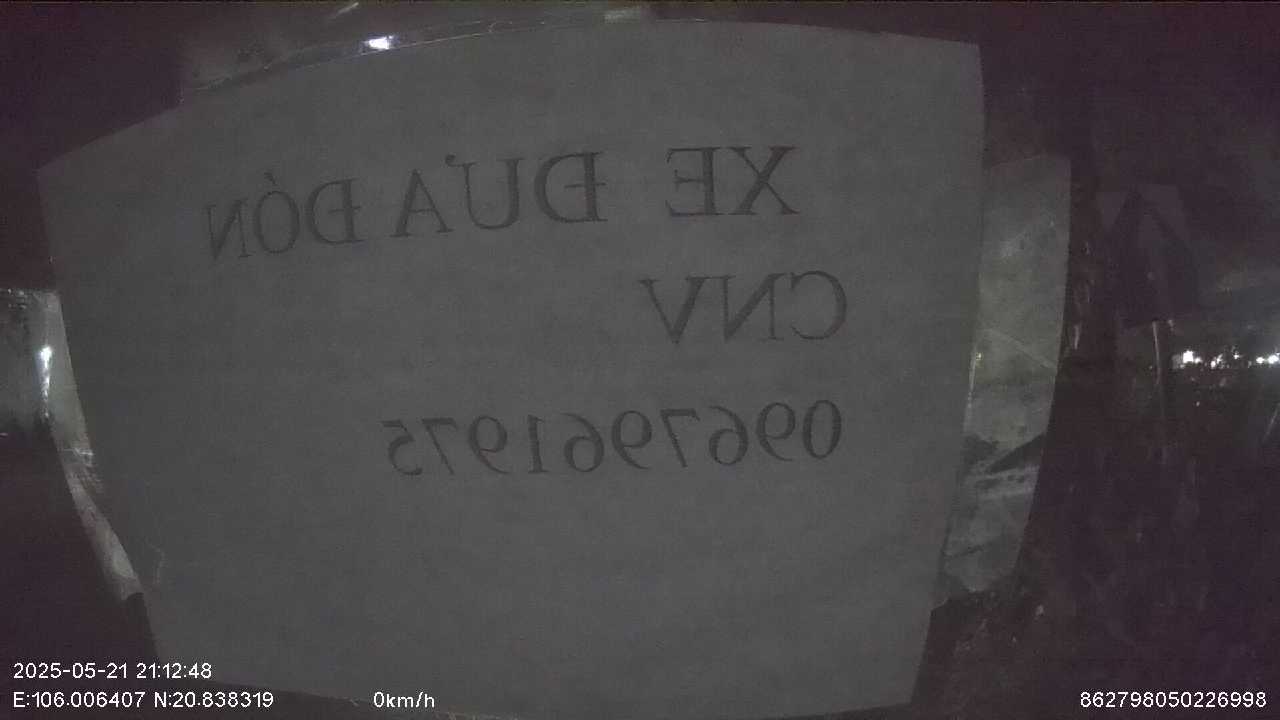 XE ĐƯA ĐÓN
CNV
0967961975
2025-05-21 21:12:48
E:106.006407 N:20.838319 0km/h 862798050226998